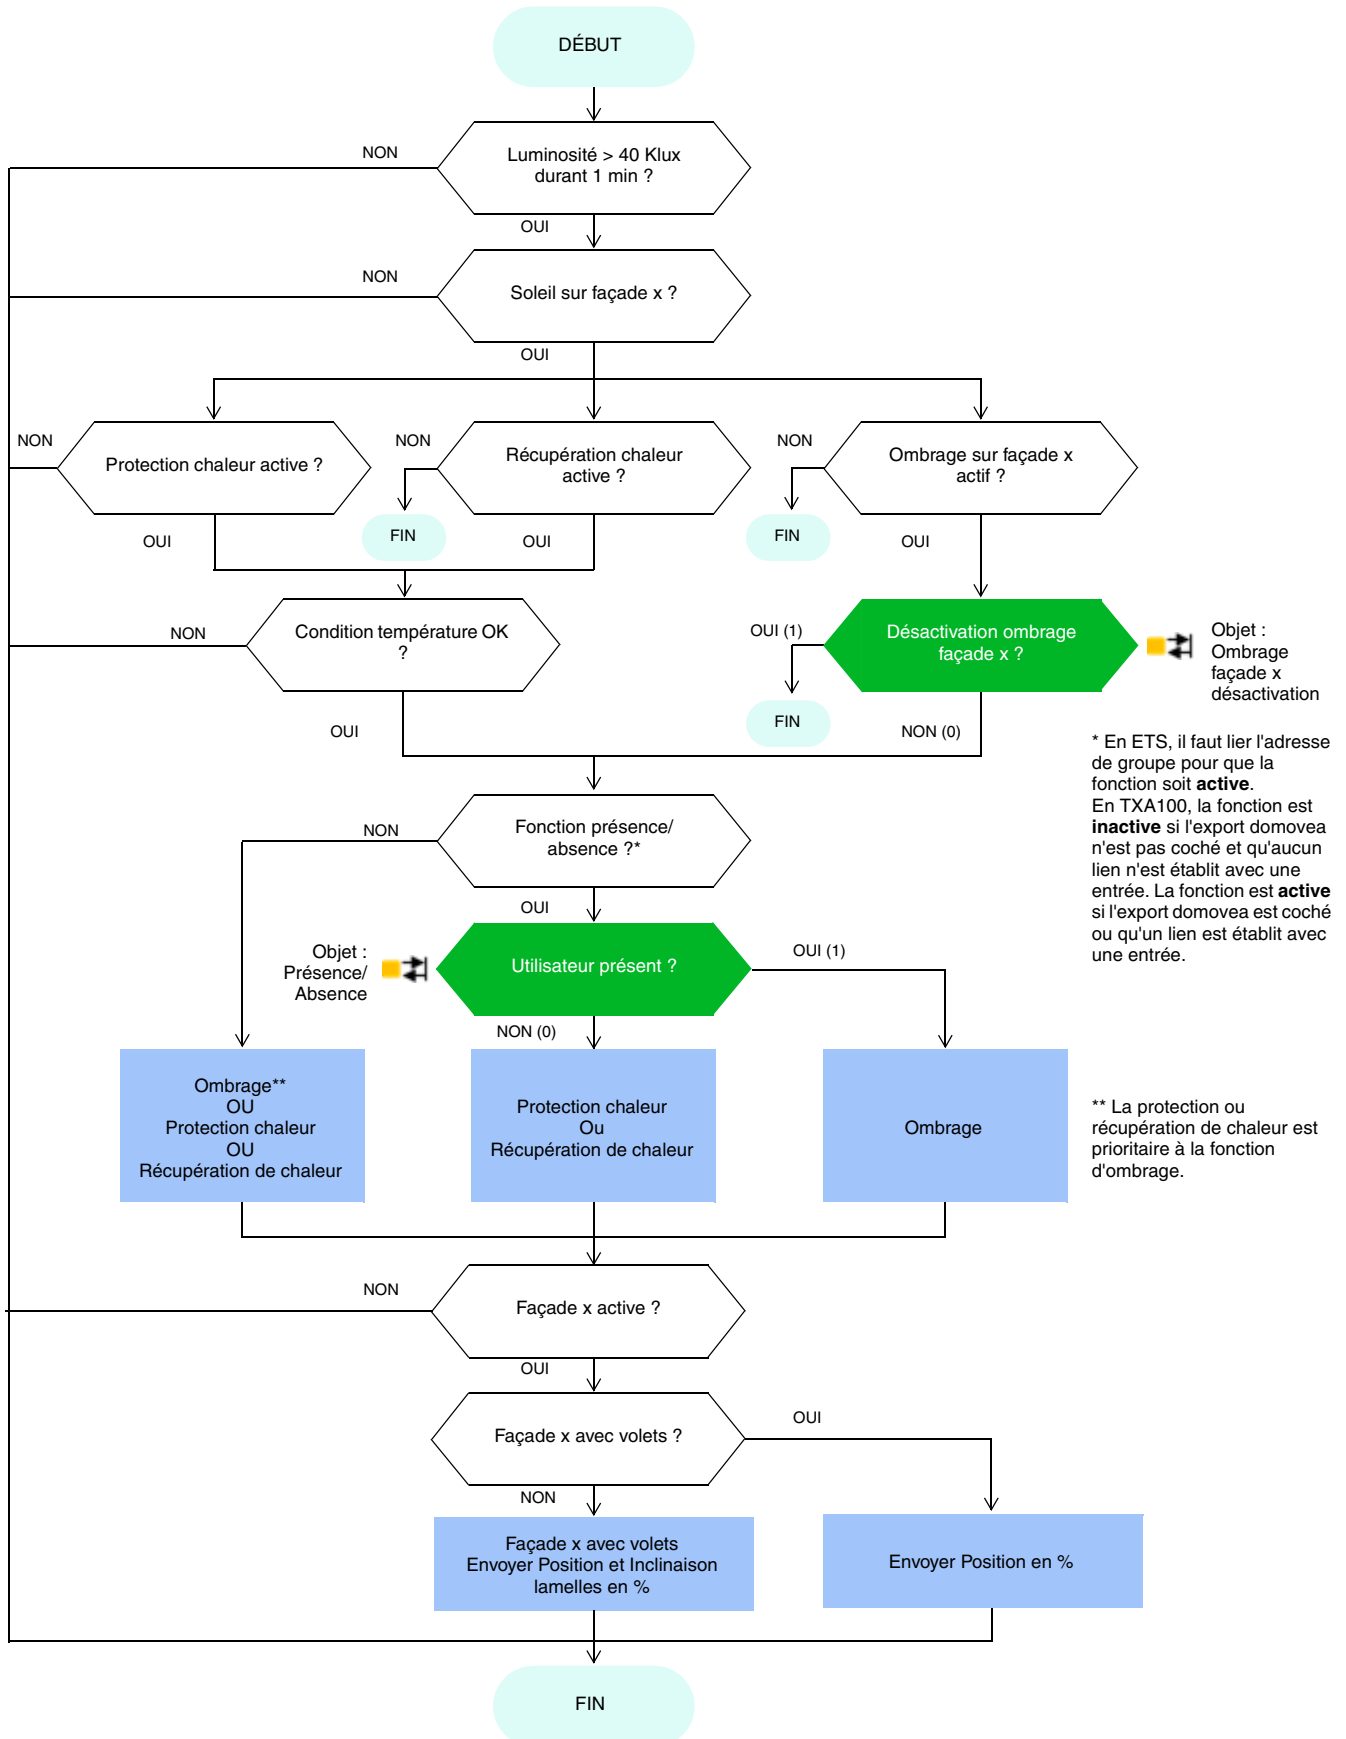 DÉBUT
NON
Luminosité > 40 Klux
durant 1 min ?
OUI
NON
Soleil sur façade x ?
OUI
NON
Protection chaleur active ?
OUI
NON
Récupération chaleur
active ?
FIN
OUI
NON
Ombrage sur façade x
actif ?
FIN
OUI
NON
Condition température OK
?
OUI
OUI (1)
Désactivation ombrage
façade x ?
FIN
NON (0)
Objet :
Ombrage
façade x
désactivation
* En ETS, il faut lier l'adresse
de groupe pour que la
fonction soit active.
En TXA100, la fonction est
inactive si l'export domovea
n'est pas coché et qu'aucun
lien n'est établit avec une
entrée. La fonction est active
si l'export domovea est coché
ou qu'un lien est établit avec
une entrée.
NON
Fonction présence/
absence ?*
OUI
Objet :
Présence/
Absence
Utilisateur présent ?
OUI (1)
NON (0)
Ombrage**
OU
Protection chaleur
OU
Récupération de chaleur
Protection chaleur
Ou
Récupération de chaleur
Ombrage
** La protection ou
récupération de chaleur est
prioritaire à la fonction
d'ombrage.
NON
Façade x active ?
OUI
Façade x avec volets ?
OUI
NON
Façade x avec volets
Envoyer Position et Inclinaison
lamelles en %
Envoyer Position en %
FIN